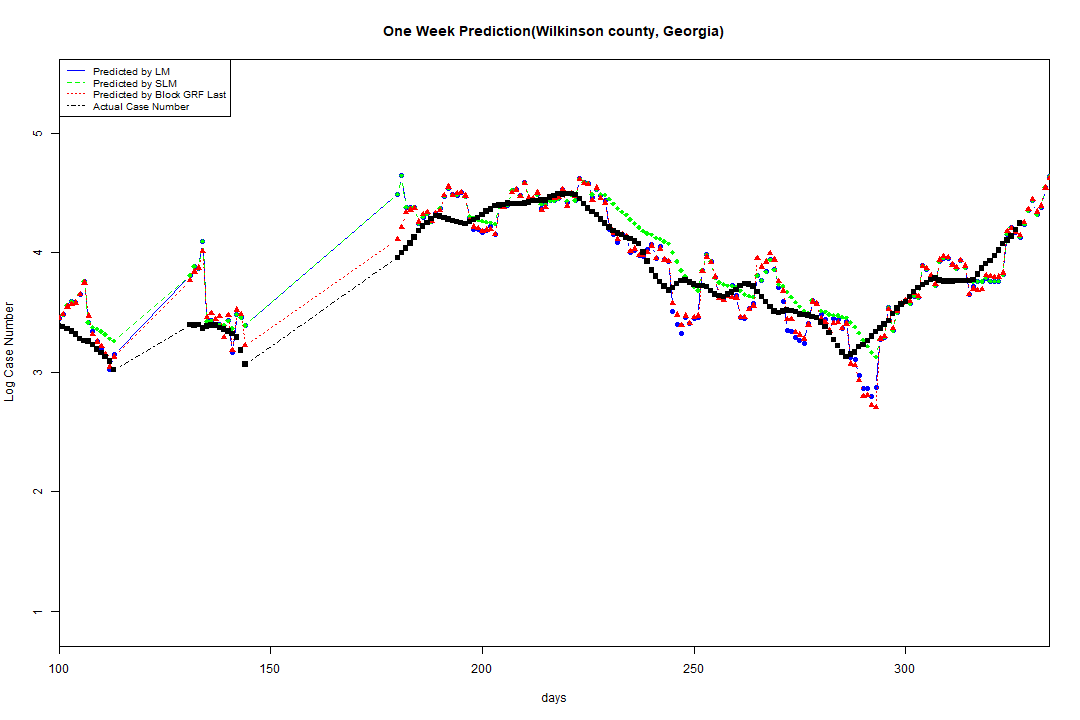 One Week Prediction(Wilkinson county, Georgia)
Predicted by LM
Predicted by SLM
Predicted by Block GRF Last
Actual Case Number
5
4
3
2
1
Log Case Number
100 150 200 250 300
days